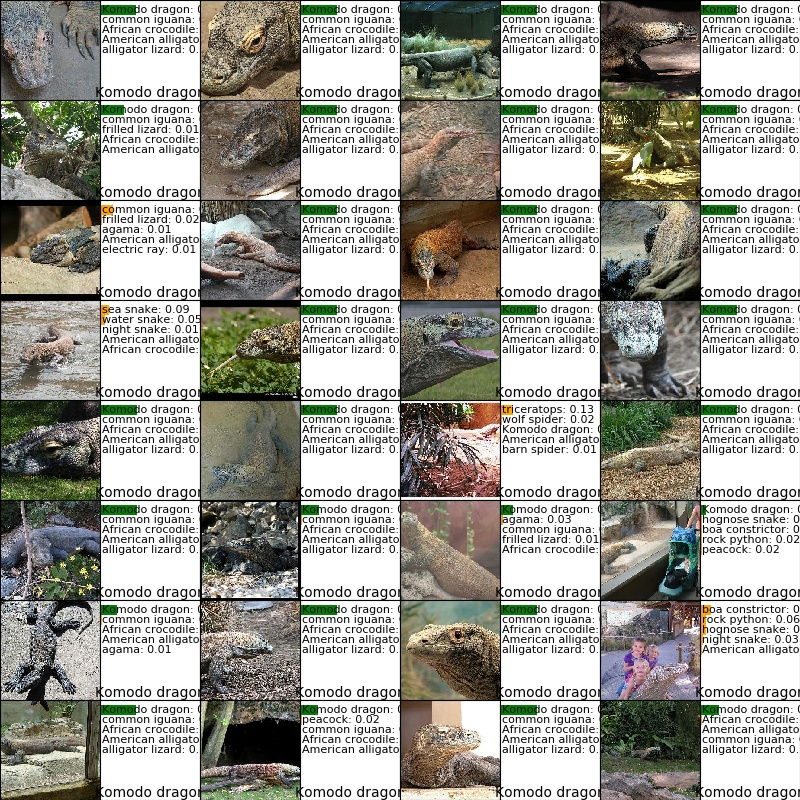 Komodo dragon:
common iguana:
African crocodile:
American alligato
alligator lizard: 0.
Komodo dragon
Komodo dragon:
common iguana:
African crocodile:
American alligato
alligator lizard: 0.
Komodo dragon
Komodo dragon:
common iguana:
African crocodile:
American alligato
alligator lizard: 0.
Komodo dragon
Komodo dragon:
common iguana:
African crocodile:
American alligato
alligator lizard: 0.
Komodo dragon
Komodo dragon:
common iguana:
frilled lizard: 0.01
African crocodile:
American alligato
Komodo dragon
Komodo dragon:
common iguana:
African crocodile:
American alligato
alligator lizard: 0.
Komodo dragon
Komodo dragon:
common iguana:
African crocodile:
American alligato
alligator lizard: 0.
Komodo dragon
Komodo dragon:
common iguana:
African crocodile:
American alligato
alligator lizard: 0.
Komodo dragon
common iguana:
frilled lizard: 0.02
agama: 0.01
American alligato
electric ray: 0.01
Komodo dragon
Komodo dragon:
common iguana:
African crocodile:
American alligato
alligator lizard: 0.
Komodo dragon
Komodo dragon:
common iguana:
African crocodile:
American alligato
alligator lizard: 0.
Komodo dragon
Komodo dragon:
common iguana:
African crocodile:
American alligato
alligator lizard: 0.
Komodo dragon
sea snake: 0.09
water snake: 0.05
night snake: 0.01
American alligato
African crocodile:
Komodo dragon
Komodo dragon:
common iguana:
African crocodile:
American alligato
alligator lizard: 0.
Komodo dragon
Komodo dragon:
common iguana:
African crocodile:
American alligato
alligator lizard: 0.
Komodo dragon
Komodo dragon:
common iguana:
African crocodile:
American alligato
alligator lizard: 0.
Komodo dragon
Komodo dragon:
common iguana:
African crocodile:
American alligato
alligator lizard: 0.
Komodo dragon
Komodo dragon:
common iguana:
African crocodile:
American alligato
alligator lizard: 0.
Komodo dragon
triceratops: 0.13
wolf spider: 0.02
Komodo dragon: 0
American alligato
barn spider: 0.01
Komodo dragon
Komodo dragon:
common iguana:
African crocodile:
American alligato
alligator lizard: 0.
Komodo dragon
Komodo dragon:
common iguana:
African crocodile:
American alligato
alligator lizard: 0.
Komodo dragon
Komodo dragon:
common iguana:
African crocodile:
American alligato
alligator lizard: 0.
Komodo dragon
Komodo dragon:
agama: 0.03
common iguana:
frilled lizard: 0.01
African crocodile:
Komodo dragon
Komodo dragon:
hognose snake: 0
boa constrictor: 0
rock python: 0.02
peacock: 0.02
Komodo dragon
Komodo dragon:
common iguana:
African crocodile:
American alligato
agama: 0.01
Komodo dragon
Komodo dragon:
common iguana:
African crocodile:
American alligato
alligator lizard: 0.
Komodo dragon
Komodo dragon:
common iguana:
African crocodile:
American alligato
alligator lizard: 0.
Komodo dragon
boa constrictor: 0
rock python: 0.06
hognose snake: 0
night snake: 0.03
American alligato
Komodo dragon
Komodo dragon:
common iguana:
African crocodile:
American alligato
alligator lizard: 0.
Komodo dragon
Komodo dragon:
peacock: 0.02
common iguana:
African crocodile:
American alligato
Komodo dragon
Komodo dragon:
common iguana:
African crocodile:
American alligato
alligator lizard: 0.
Komodo dragon
Komodo dragon:
African crocodile:
American alligato
common iguana:
alligator lizard: 0.
Komodo dragon